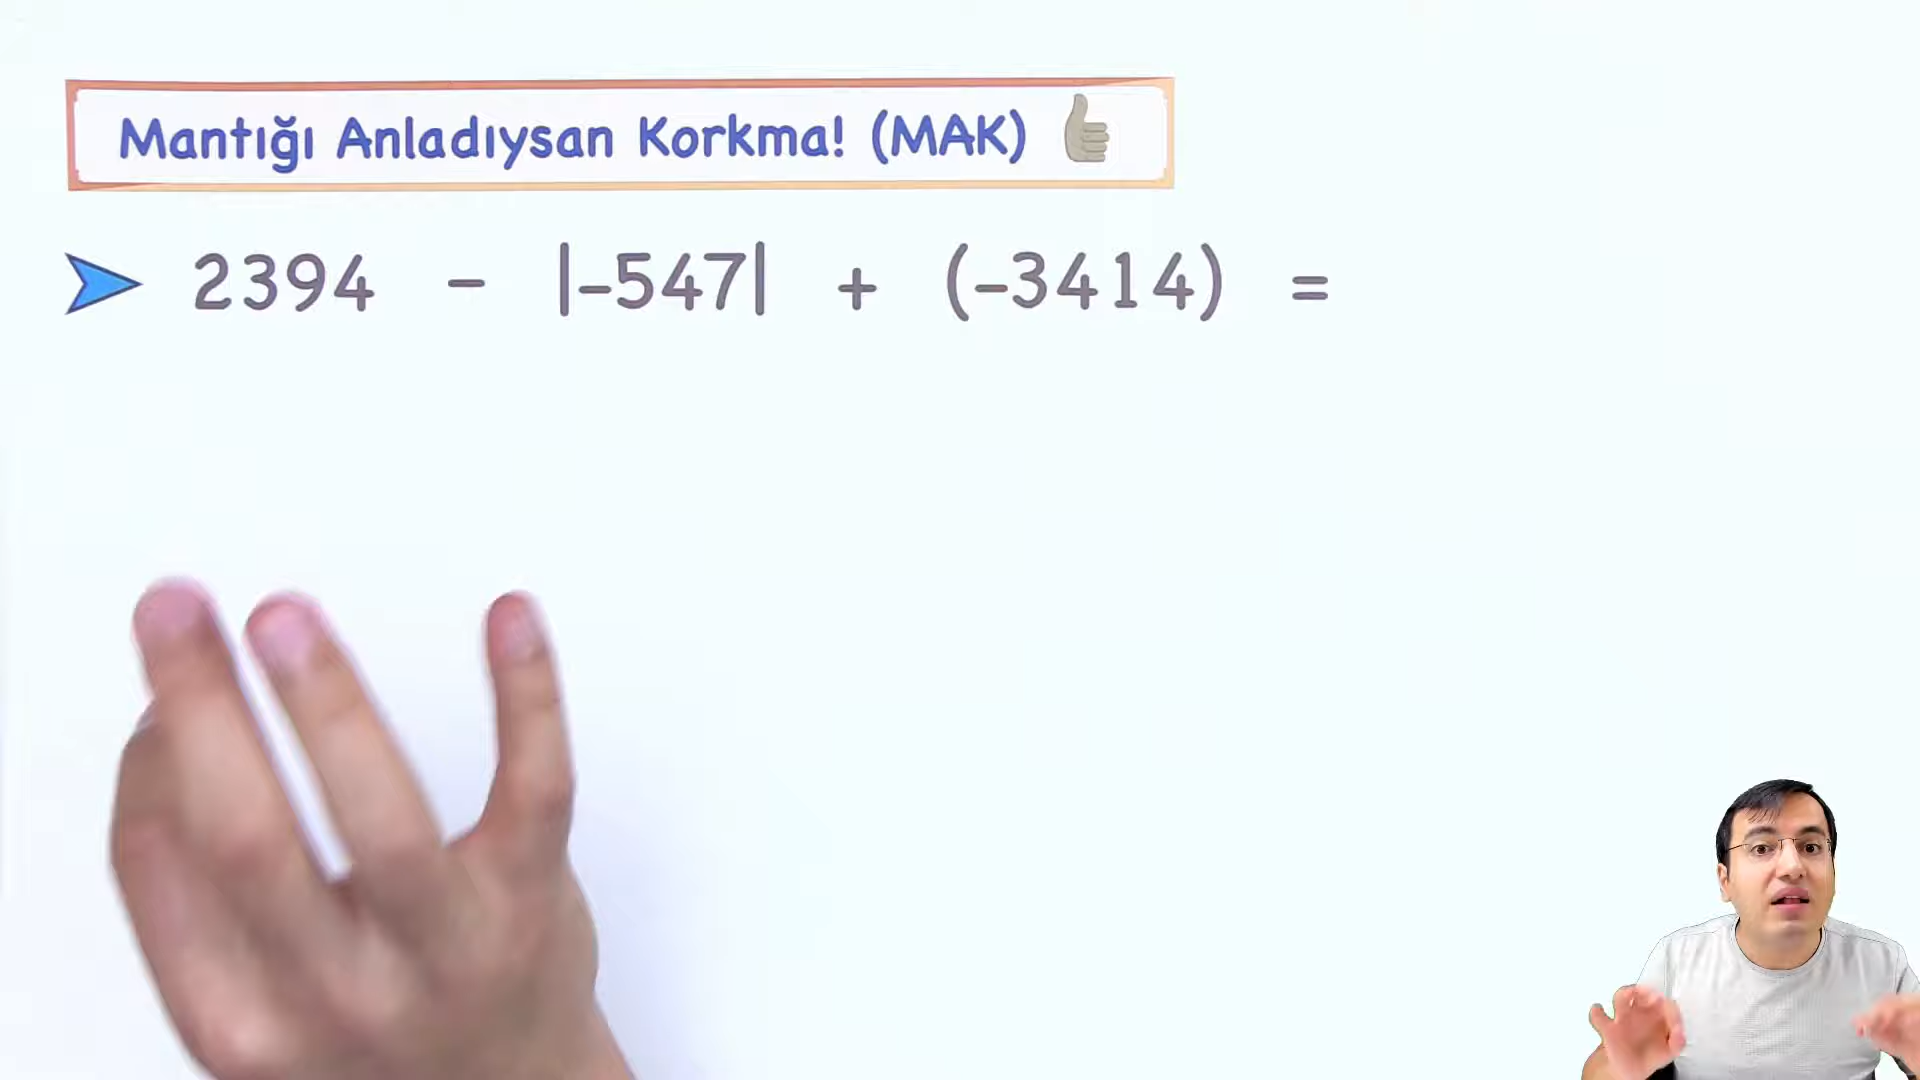 Mantığı Anladıysan Korkma! (MAK)
2394 - |-547| + (-3414) =